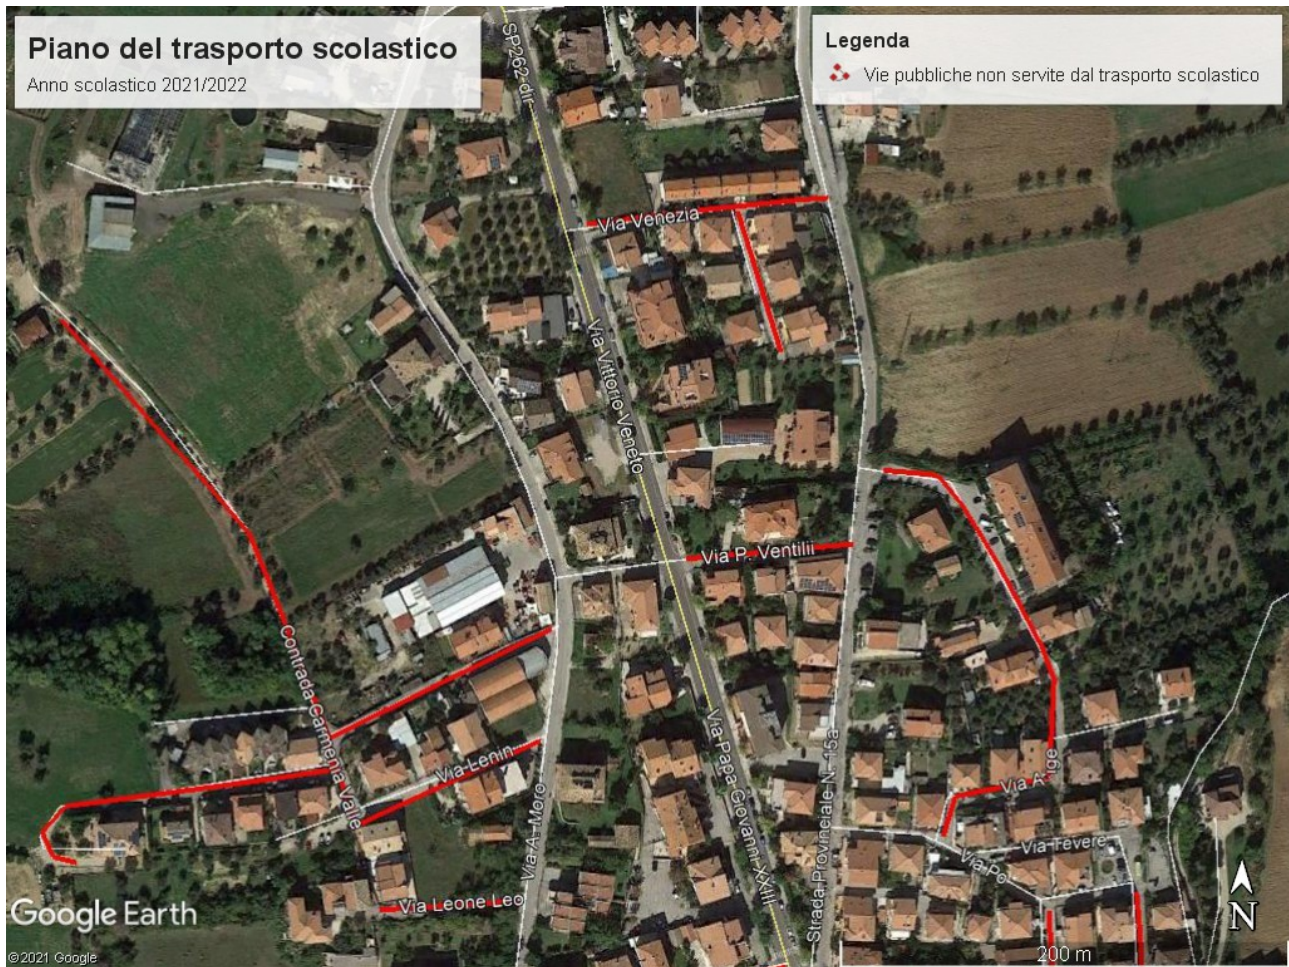 Piano del trasporto scolastico
Anno scolastico 2021/2022
Legenda
Vie pubbliche non servite dal trasporto scolastico
SP262 dir
Via Venezia
Via Vittorio Veneto
Via P. Ventilii
Contrada Carmenia Valle
Via Lenin
Via A. Moro
Via Papa Giovanni XXIII
Strada Provinciale N. 15a
Via Tevere
Via Po
Via Leone Leo
Google Earth
©2021 Google
N
200 m